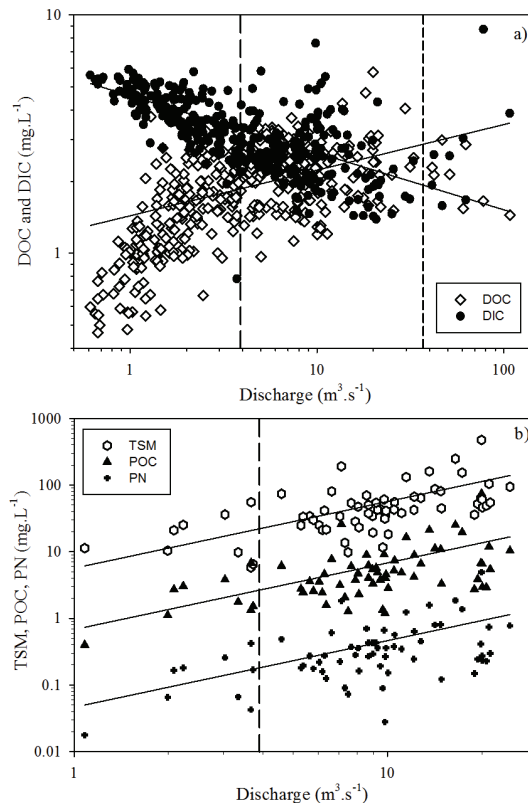 10
a)
DOC and DIC (mg.L⁻¹)
1
DOC
DIC
1 10 100
Discharge (m³.s⁻¹)
1000
b)
TSM
POC
PN
100
TSM, POC, PN (mg.L⁻¹)
10
1
0.1
0.01
1 10
Discharge (m³.s⁻¹)